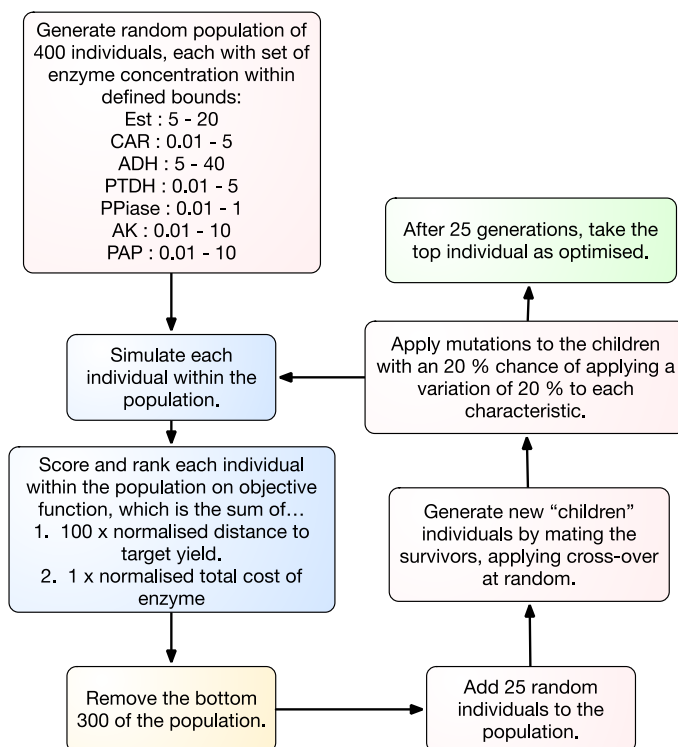 Generate random population of
400 individuals, each with set of
enzyme concentration within
defined bounds:
Est : 5 - 20
CAR : 0.01 - 5
ADH : 5 - 40
PTDH : 0.01 - 5
PPiase : 0.01 - 1
AK : 0.01 - 10
PAP : 0.01 - 10
Simulate each
individual within the
population.
Score and rank each individual
within the population on objective
function, which is the sum of…
1. 100 x normalised distance to
target yield.
2. 1 x normalised total cost of
enzyme
Remove the bottom
300 of the population.
Add 25 random
individuals to the
population.
Generate new “children”
individuals by mating the
survivors, applying cross-over
at random.
Apply mutations to the children
with an 20 % chance of applying a
variation of 20 % to each
characteristic.
After 25 generations, take the
top individual as optimised.